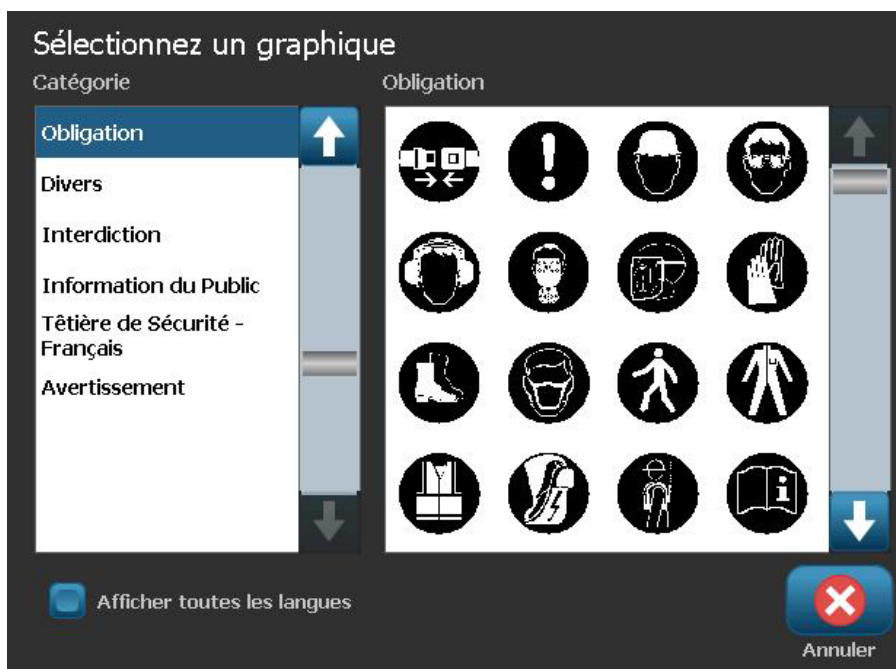 Sélectionnez un graphique
Catégorie
Obligation
Obligation
Divers
Interdiction
Information du Public
Têtière de Sécurité -
Français
Avertissement
Afficher toutes les langues
Annuler